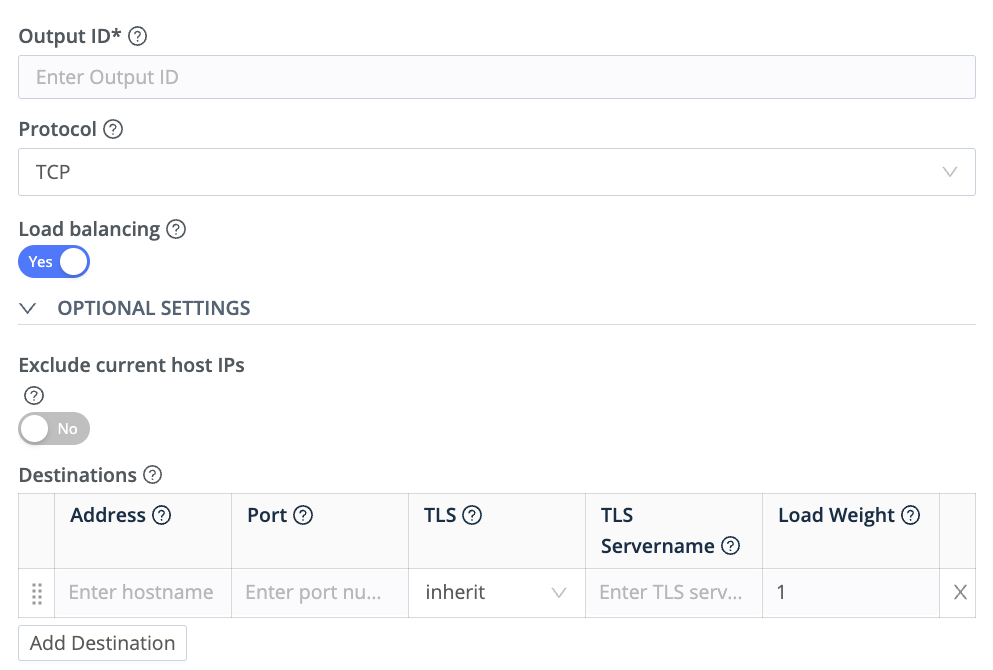 Output ID*
Enter Output ID
Protocol
TCP
Load balancing
Yes
OPTIONAL SETTINGS
Exclude current host IPs
No
Destinations
Address Port TLS TLS Servername Load Weight
Enter hostname Enter port nu... inherit Enter TLS serv... 1 X
Add Destination